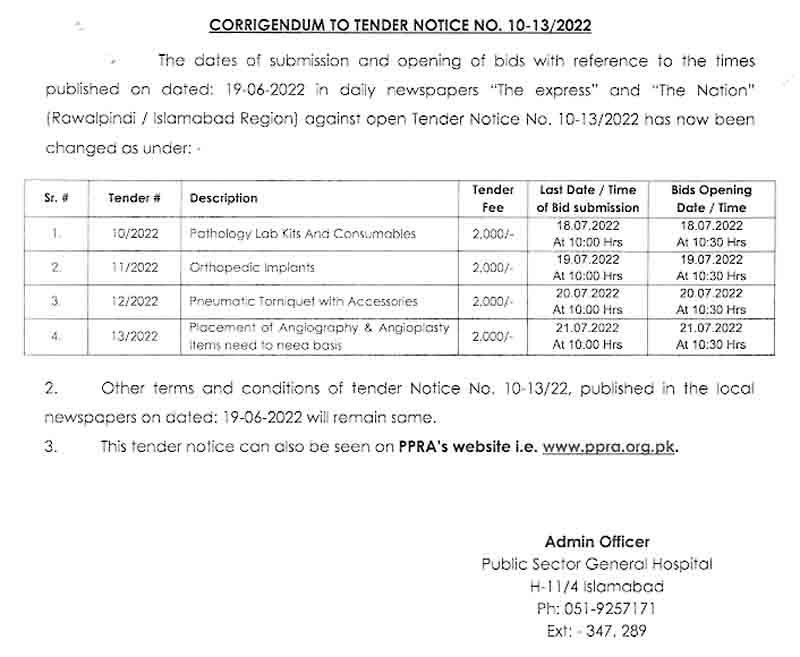 CORRIGENDUM TO TENDER NOTICE NO. 10-13/2022
The dates of submission and opening of bids with reference to the times
published on dated: 19-06-2022 in daily newspapers "The express" and "The Nation"
(Rawalpindi / Islamabad Region) against open Tender Notice No. 10-13/2022 has now been
changed as under: -
Sr. # Tender # Description Tender Fee Last Date / Time of Bid submission Bids Opening Date / Time
1. 10/2022 Pathology Lab Kits And Consumables 2,000/- 18.07.2022 At 10:00 Hrs 18.07.2022 At 10:30 Hrs
2. 11/2022 Orthopedic Implants 2,000/- 19.07.2022 At 10:00 Hrs 19.07.2022 At 10:30 Hrs
3. 12/2022 Pneumatic Torniquet with Accessories 2,000/- 20.07.2022 At 10:00 Hrs 20.07.2022 At 10:30 Hrs
4. 13/2022 Placement of Angiography & Angioplasty items need to need basis 2,000/- 21.07.2022 At 10:00 Hrs 21.07.2022 At 10:30 Hrs
2. Other terms and conditions of tender Notice No. 10-13/22, published in the local
newspapers on dated: 19-06-2022 will remain same.
3. This tender notice can also be seen on PPRA's website i.e. www.ppra.org.pk.
Admin Officer
Public Sector General Hospital
H-11/4 Islamabad
Ph: 051-9257171
Ext: - 347, 289